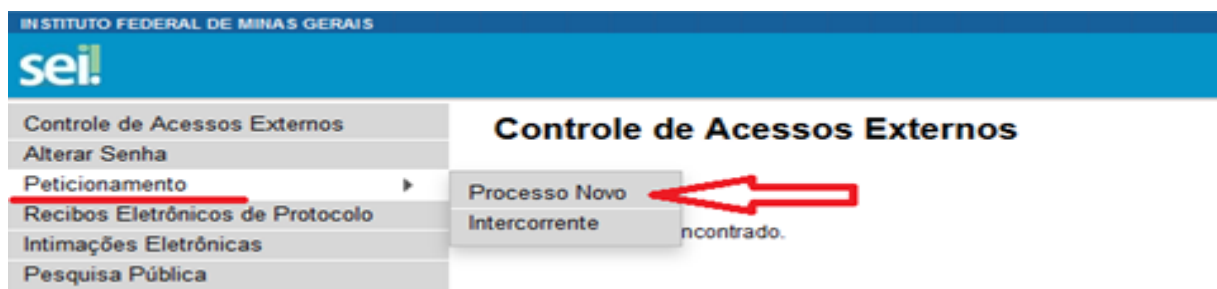 INSTITUTO FEDERAL DE MINAS GERAIS
sei!
Controle de Acessos Externos
Alterar Senha
Peticionamento
Recibos Eletrônicos de Protocolo
Intimações Eletrônicas
Pesquisa Pública
Controle de Acessos Externos
Processo Novo
Intercorrente
ncontrado.